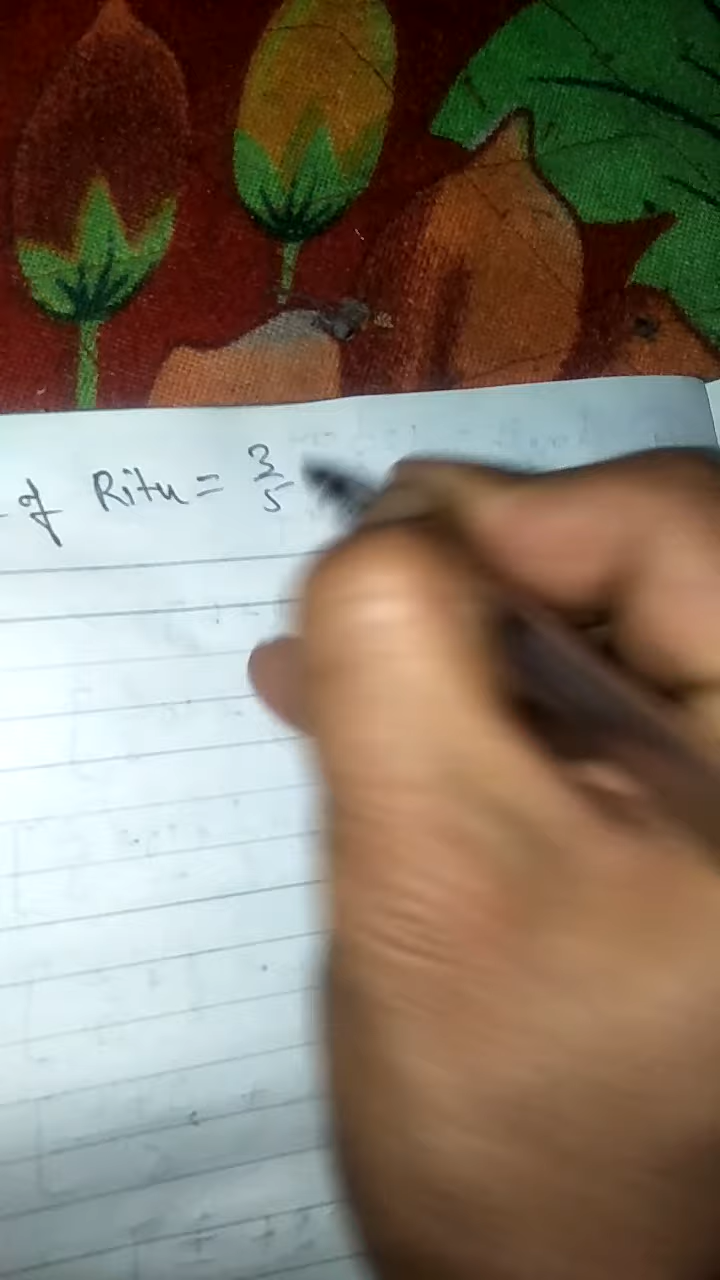 of Ritu = 3/5